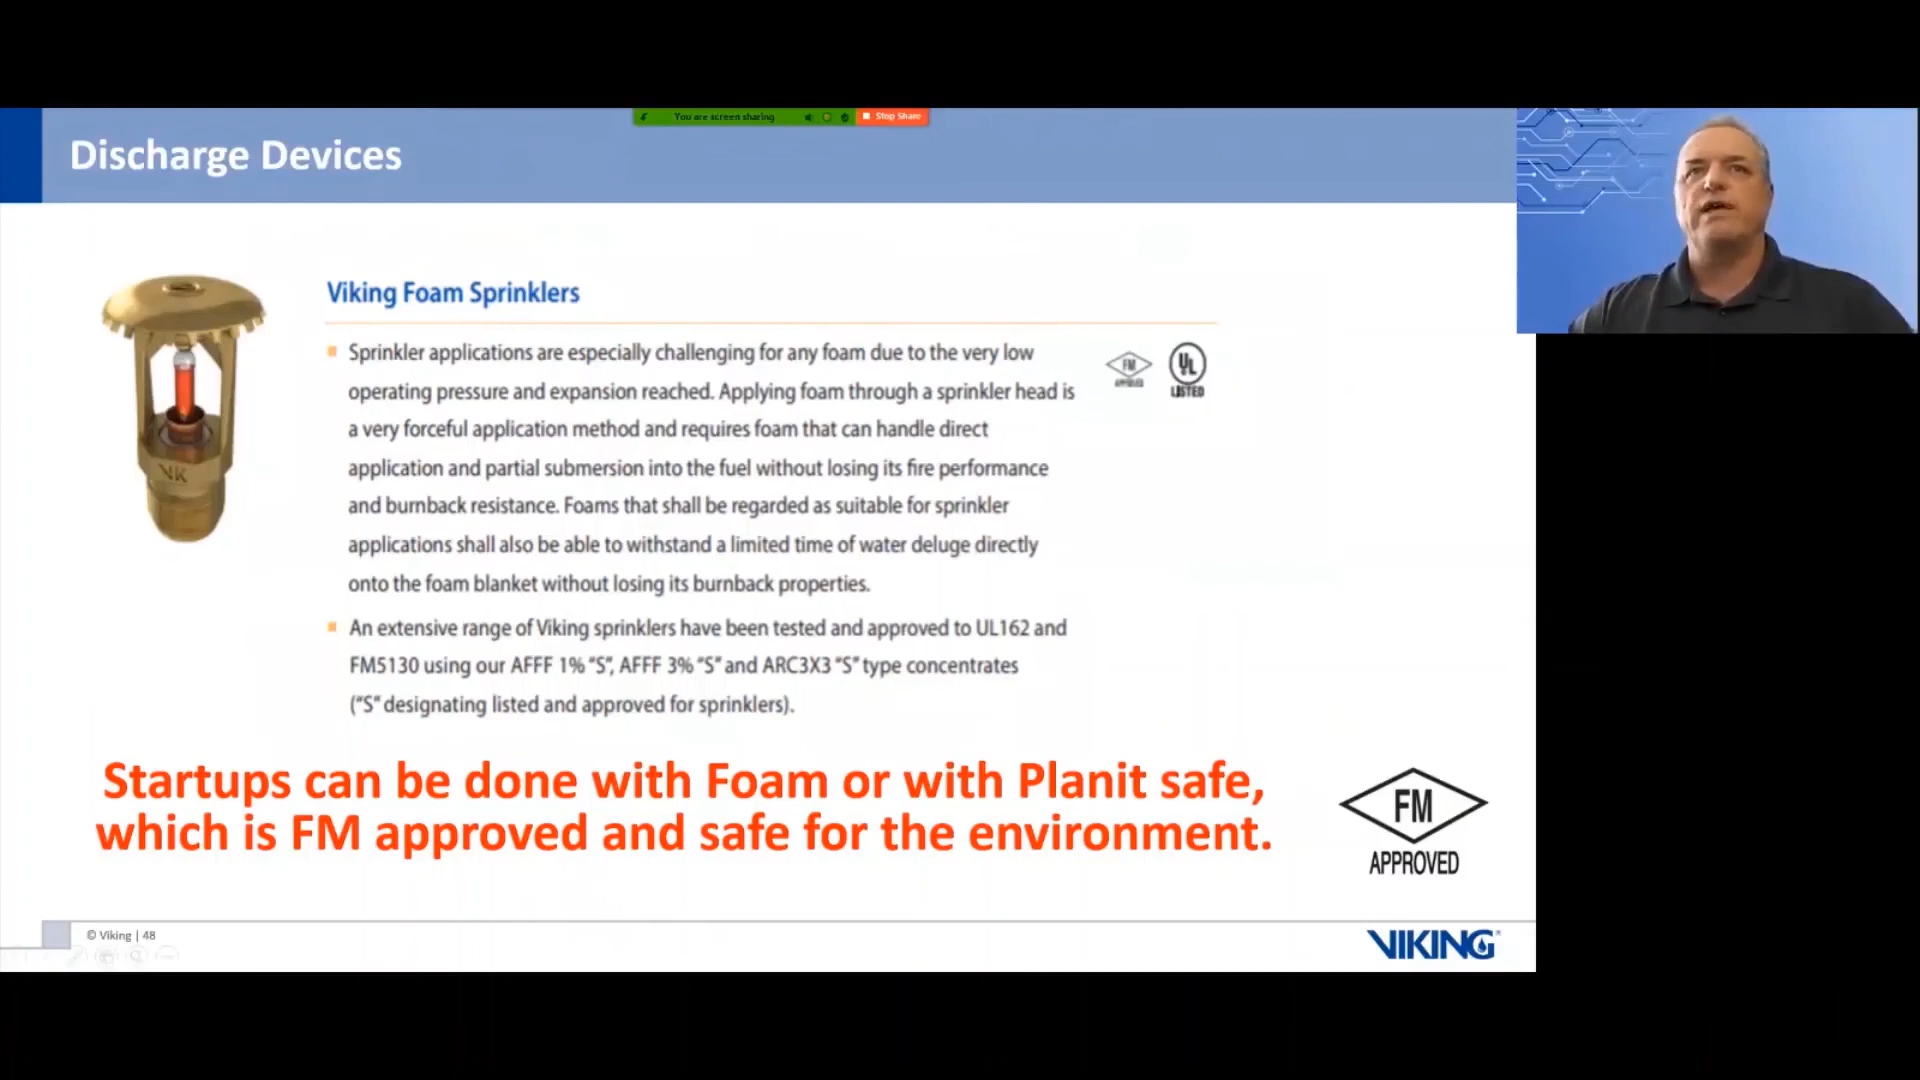 You are screen sharing
Stop Share
Discharge Devices
Viking Foam Sprinklers
Sprinkler applications are especially challenging for any foam due to the very low
operating pressure and expansion reached. Applying foam through a sprinkler head is
a very forceful application method and requires foam that can handle direct
application and partial submersion into the fuel without losing its fire performance
and burnback resistance. Foams that shall be regarded as suitable for sprinkler
applications shall also be able to withstand a limited time of water deluge directly
onto the foam blanket without losing its burnback properties.
FM
APPROVED
UL
LISTED
An extensive range of Viking sprinklers have been tested and approved to UL162 and
FM5130 using our AFFF 1% “S”, AFFF 3% “S” and ARC3X3 “S” type concentrates
(“S” designating listed and approved for sprinklers).
VK
Startups can be done with Foam or with Planit safe,
which is FM approved and safe for the environment.
FM
APPROVED
© Viking | 48
VIKING